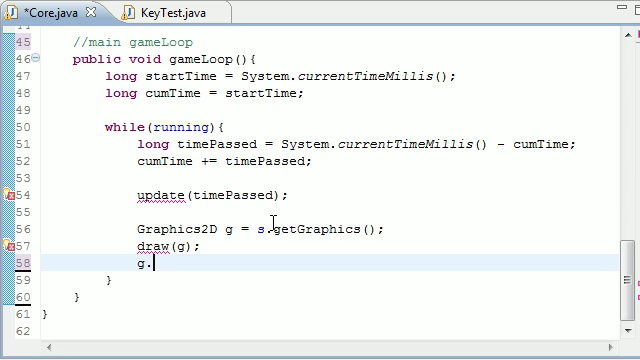 *Core.java KeyTest.java
44
45 //main gameLoop
46 public void gameLoop(){
47 long startTime = System.currentTimeMillis();
48 long cumTime = startTime;
49
50 while(running){
51 long timePassed = System.currentTimeMillis() - cumTime;
52 cumTime += timePassed;
53
54 update(timePassed);
55
56 Graphics2D g = s.getGraphics();
57 draw(g);
58 g.
59 }
60 }
61 }
62